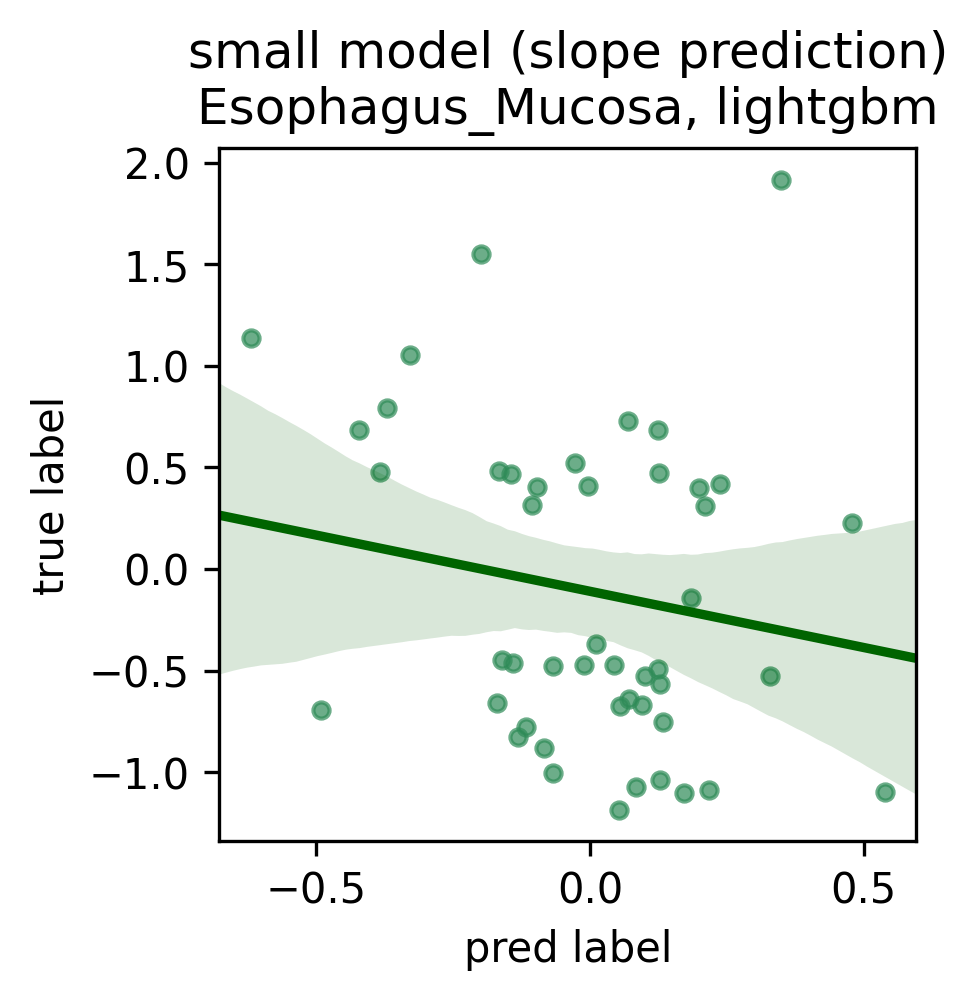 small model (slope prediction)
Esophagus_Mucosa, lightgbm
2.0
1.5
1.0
0.5
0.0
−0.5
−1.0
true label
−0.5 0.0 0.5
pred label